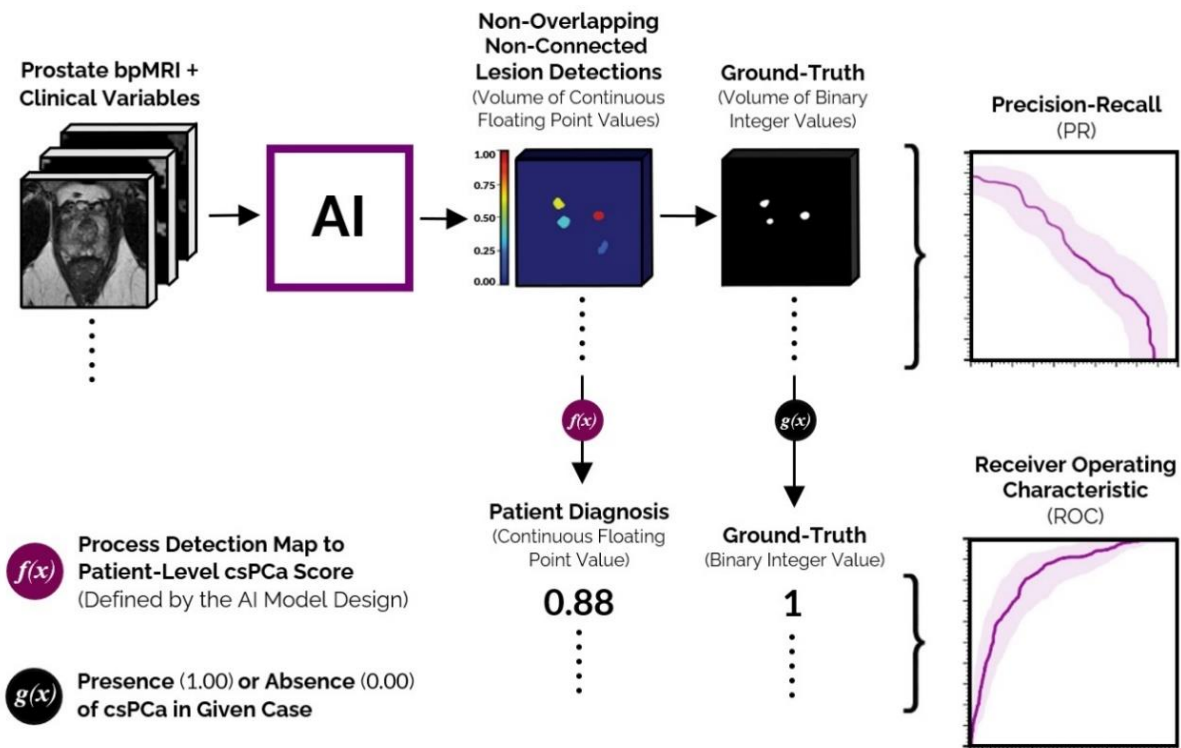 Prostate bpMRI +
Clinical Variables
AI
Non-Overlapping
Non-Connected
Lesion Detections
(Volume of Continuous
Floating Point Values)
1.00
0.75
0.50
0.25
0.00
Ground-Truth
(Volume of Binary
Integer Values)
Precision-Recall
(PR)
f(x)
g(x)
Patient Diagnosis
(Continuous Floating
Point Value)
0.88
Ground-Truth
(Binary Integer Value)
1
Receiver Operating
Characteristic
(ROC)
f(x)
Process Detection Map to
Patient-Level csPCa Score
(Defined by the AI Model Design)
g(x)
Presence (1.00) or Absence (0.00)
of csPCa in Given Case